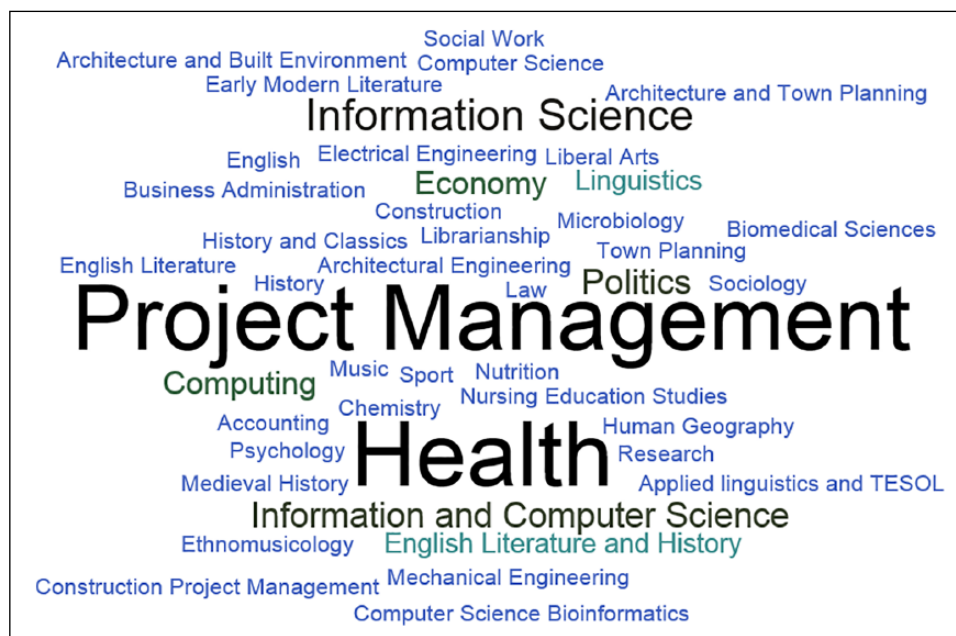 Social Work
Architecture and Built Environment Computer Science
Early Modern Literature Architecture and Town Planning
Information Science
English Electrical Engineering Liberal Arts
Business Administration Economy Linguistics
Construction Microbiology
History and Classics Librarianship Town Planning Biomedical Sciences
English Literature Architectural Engineering
History Law Politics Sociology
Project Management
Computing Music Sport Nutrition
Chemistry Nursing Education Studies
Accounting Human Geography
Psychology Health Research
Medieval History Applied linguistics and TESOL
Information and Computer Science
Ethnomusicology English Literature and History
Construction Project Management Mechanical Engineering
Computer Science Bioinformatics